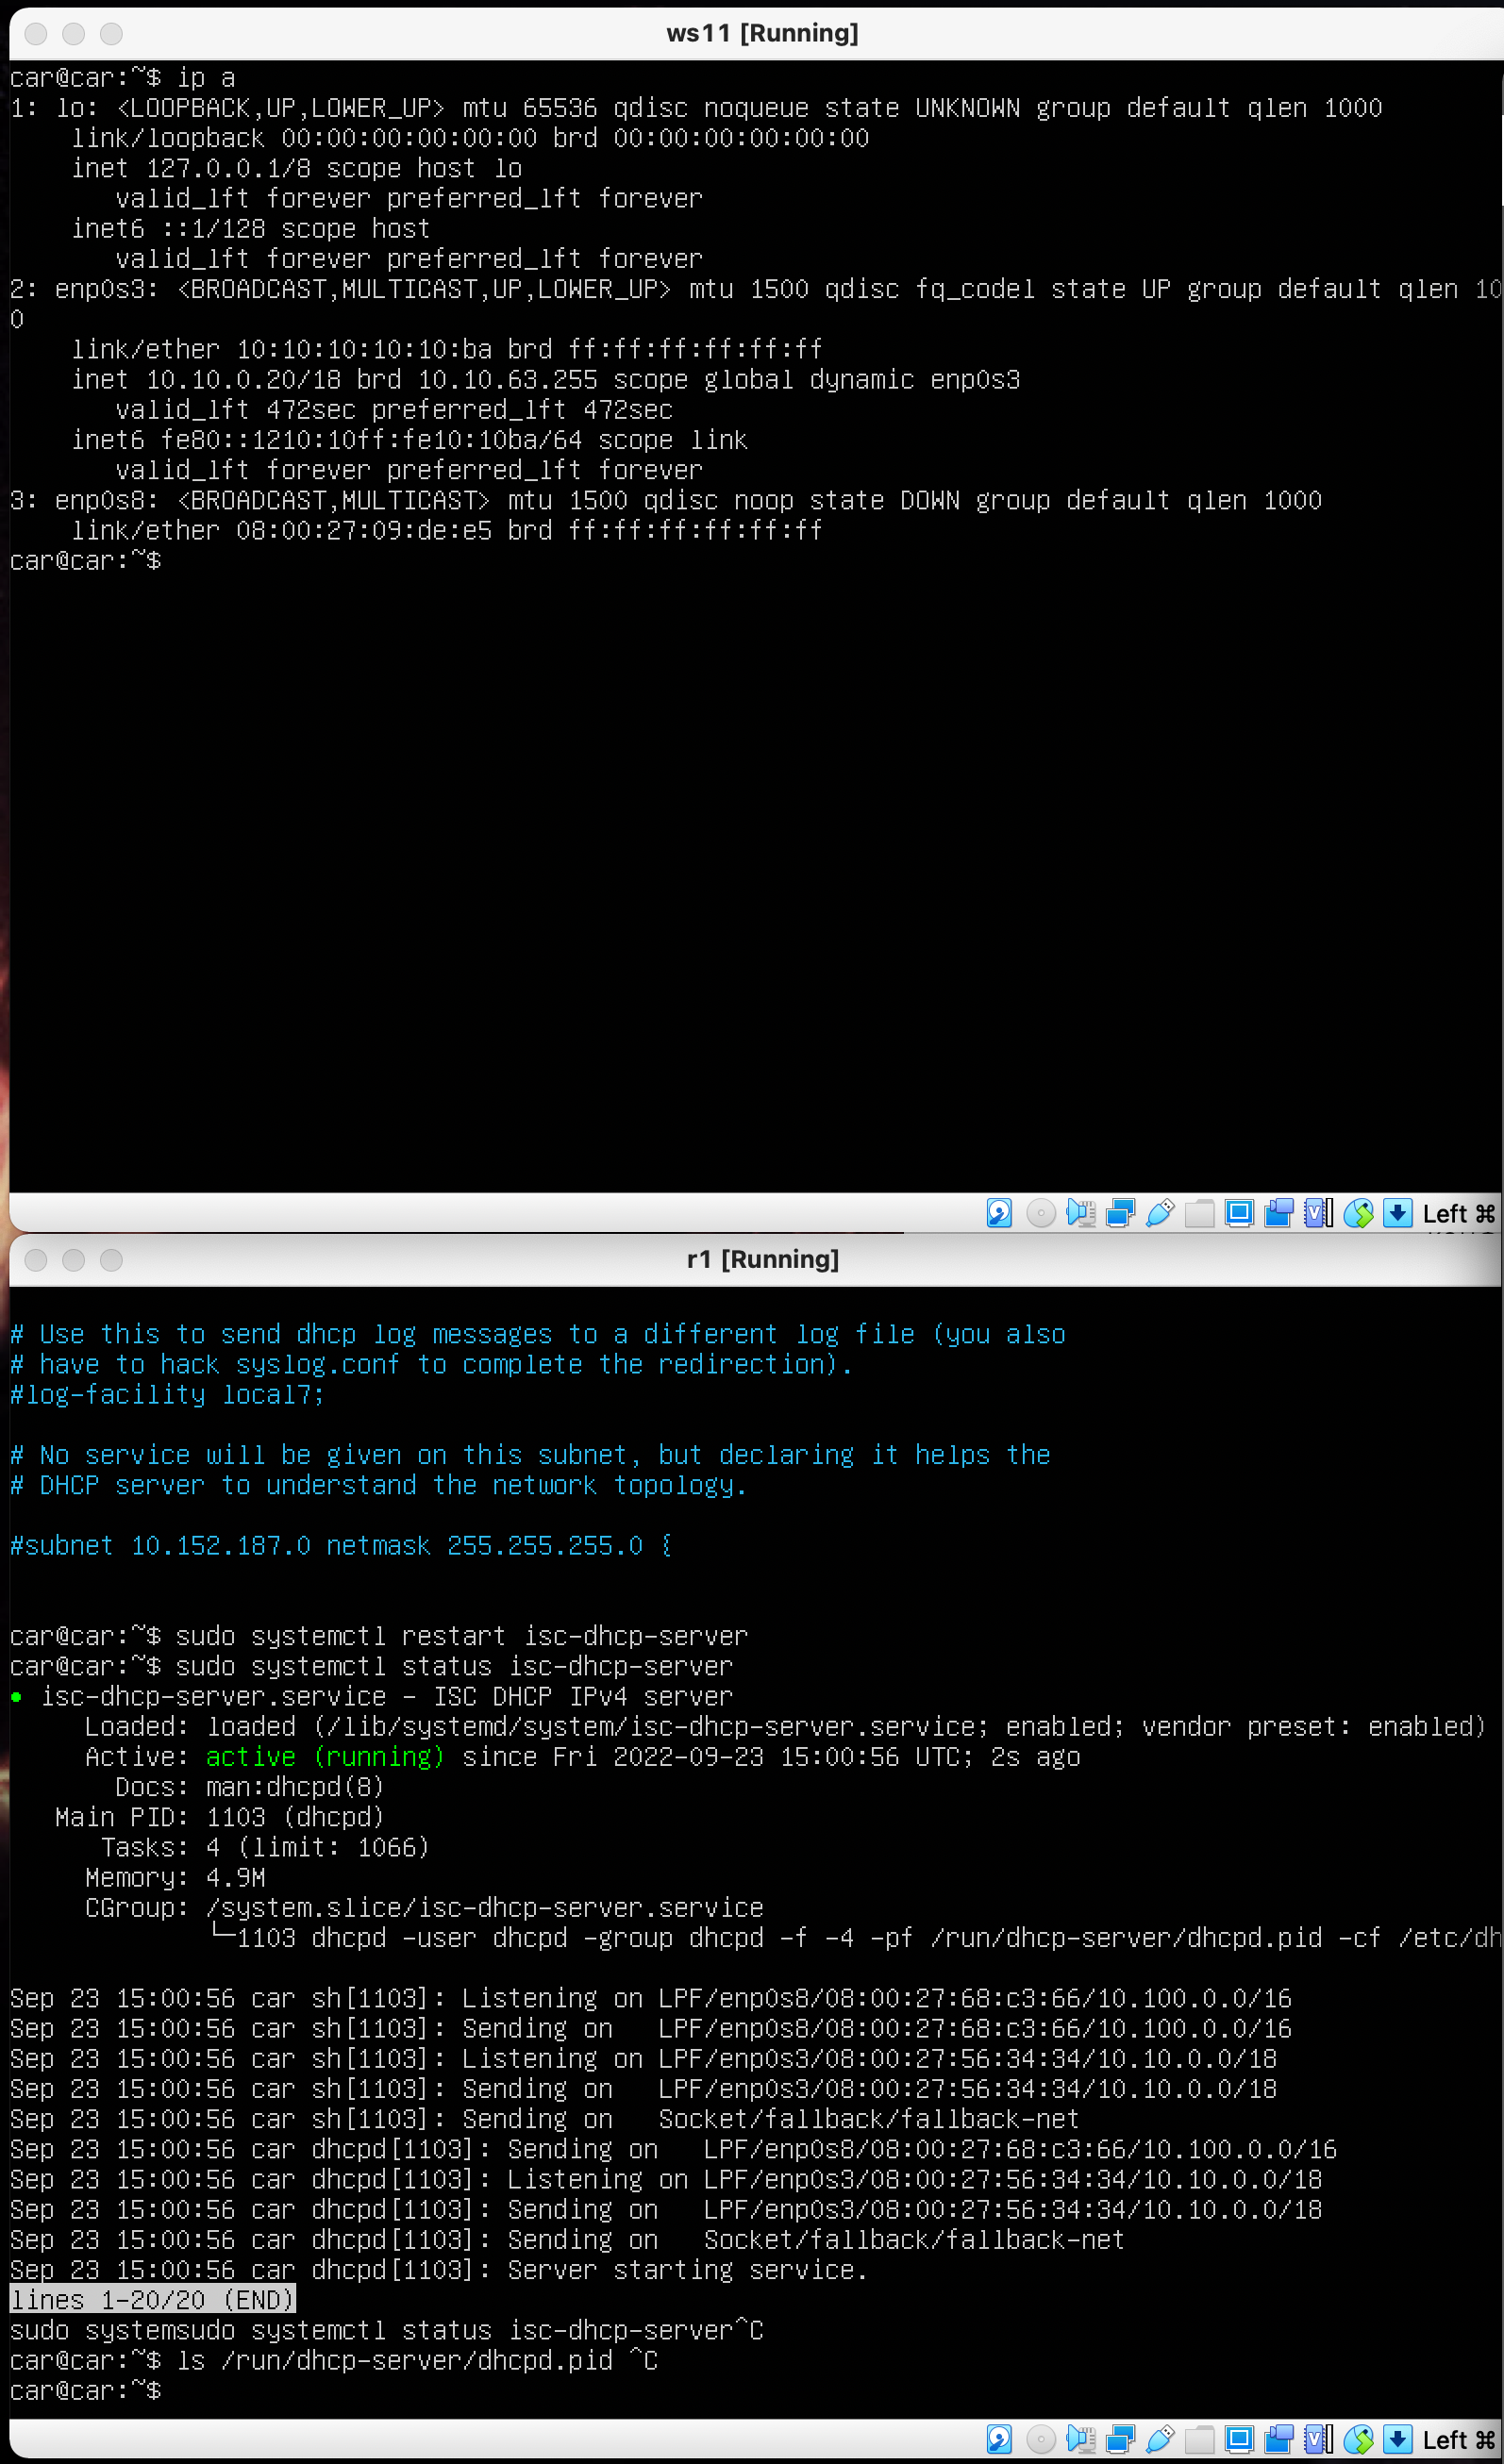 ws11 [Running]
car@car:~$ ip a
1: lo: <LOOPBACK,UP,LOWER_UP> mtu 65536 qdisc noqueue state UNKNOWN group default qlen 1000
    link/loopback 00:00:00:00:00:00 brd 00:00:00:00:00:00
    inet 127.0.0.1/8 scope host lo
       valid_lft forever preferred_lft forever
    inet6 ::1/128 scope host
       valid_lft forever preferred_lft forever
2: enp0s3: <BROADCAST,MULTICAST,UP,LOWER_UP> mtu 1500 qdisc fq_codel state UP group default qlen 10
0
    link/ether 10:10:10:10:10:ba brd ff:ff:ff:ff:ff:ff
    inet 10.10.0.20/18 brd 10.10.63.255 scope global dynamic enp0s3
       valid_lft 472sec preferred_lft 472sec
    inet6 fe80::1210:10ff:fe10:10ba/64 scope link
       valid_lft forever preferred_lft forever
3: enp0s8: <BROADCAST,MULTICAST> mtu 1500 qdisc noop state DOWN group default qlen 1000
    link/ether 08:00:27:09:de:e5 brd ff:ff:ff:ff:ff:ff
car@car:~$
Left ⌘
r1 [Running]
# Use this to send dhcp log messages to a different log file (you also
# have to hack syslog.conf to complete the redirection).
#log-facility local7;
# No service will be given on this subnet, but declaring it helps the
# DHCP server to understand the network topology.
#subnet 10.152.187.0 netmask 255.255.255.0 {
car@car:~$ sudo systemctl restart isc-dhcp-server
car@car:~$ sudo systemctl status isc-dhcp-server
● isc-dhcp-server.service - ISC DHCP IPv4 server
     Loaded: loaded (/lib/systemd/system/isc-dhcp-server.service; enabled; vendor preset: enabled)
     Active: active (running) since Fri 2022-09-23 15:00:56 UTC; 2s ago
       Docs: man:dhcpd(8)
   Main PID: 1103 (dhcpd)
      Tasks: 4 (limit: 1066)
     Memory: 4.9M
     CGroup: /system.slice/isc-dhcp-server.service
             └─1103 dhcpd -user dhcpd -group dhcpd -f -4 -pf /run/dhcp-server/dhcpd.pid -cf /etc/dh
Sep 23 15:00:56 car sh[1103]: Listening on LPF/enp0s8/08:00:27:68:c3:66/10.100.0.0/16
Sep 23 15:00:56 car sh[1103]: Sending on   LPF/enp0s8/08:00:27:68:c3:66/10.100.0.0/16
Sep 23 15:00:56 car sh[1103]: Listening on LPF/enp0s3/08:00:27:56:34:34/10.10.0.0/18
Sep 23 15:00:56 car sh[1103]: Sending on   LPF/enp0s3/08:00:27:56:34:34/10.10.0.0/18
Sep 23 15:00:56 car sh[1103]: Sending on   Socket/fallback/fallback-net
Sep 23 15:00:56 car dhcpd[1103]: Sending on   LPF/enp0s8/08:00:27:68:c3:66/10.100.0.0/16
Sep 23 15:00:56 car dhcpd[1103]: Listening on LPF/enp0s3/08:00:27:56:34:34/10.10.0.0/18
Sep 23 15:00:56 car dhcpd[1103]: Sending on   LPF/enp0s3/08:00:27:56:34:34/10.10.0.0/18
Sep 23 15:00:56 car dhcpd[1103]: Sending on   Socket/fallback/fallback-net
Sep 23 15:00:56 car dhcpd[1103]: Server starting service.
lines 1-20/20 (END)
sudo systemsudo systemctl status isc-dhcp-server^C
car@car:~$ ls /run/dhcp-server/dhcpd.pid ^C
car@car:~$
Left ⌘